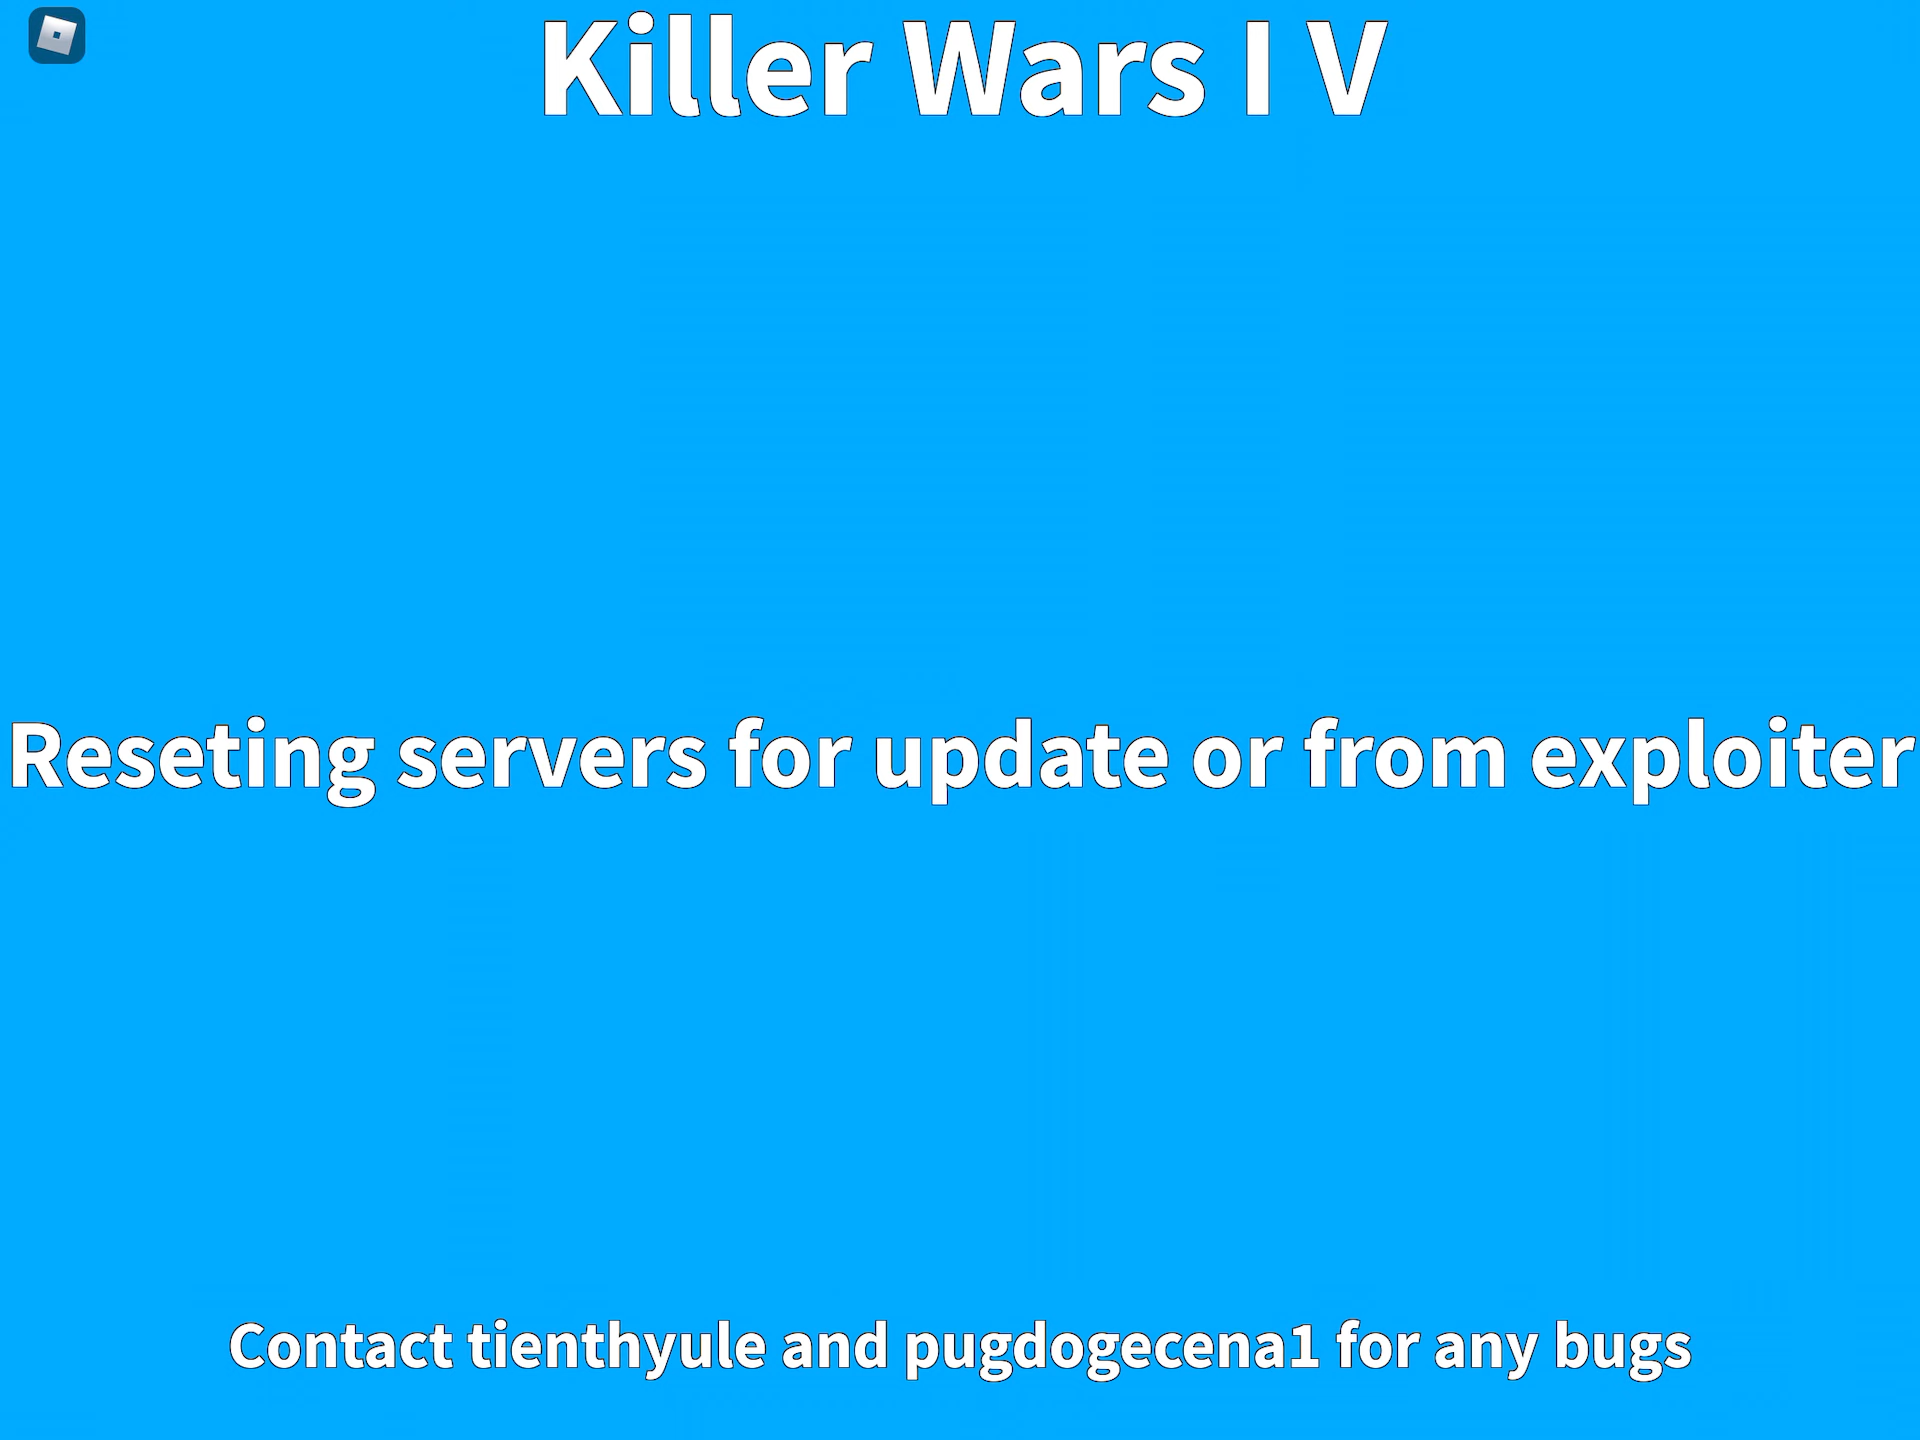 Killer Wars I V
Reseting servers for update or from exploiter
Contact tienthyule and pugdogecena1 for any bugs